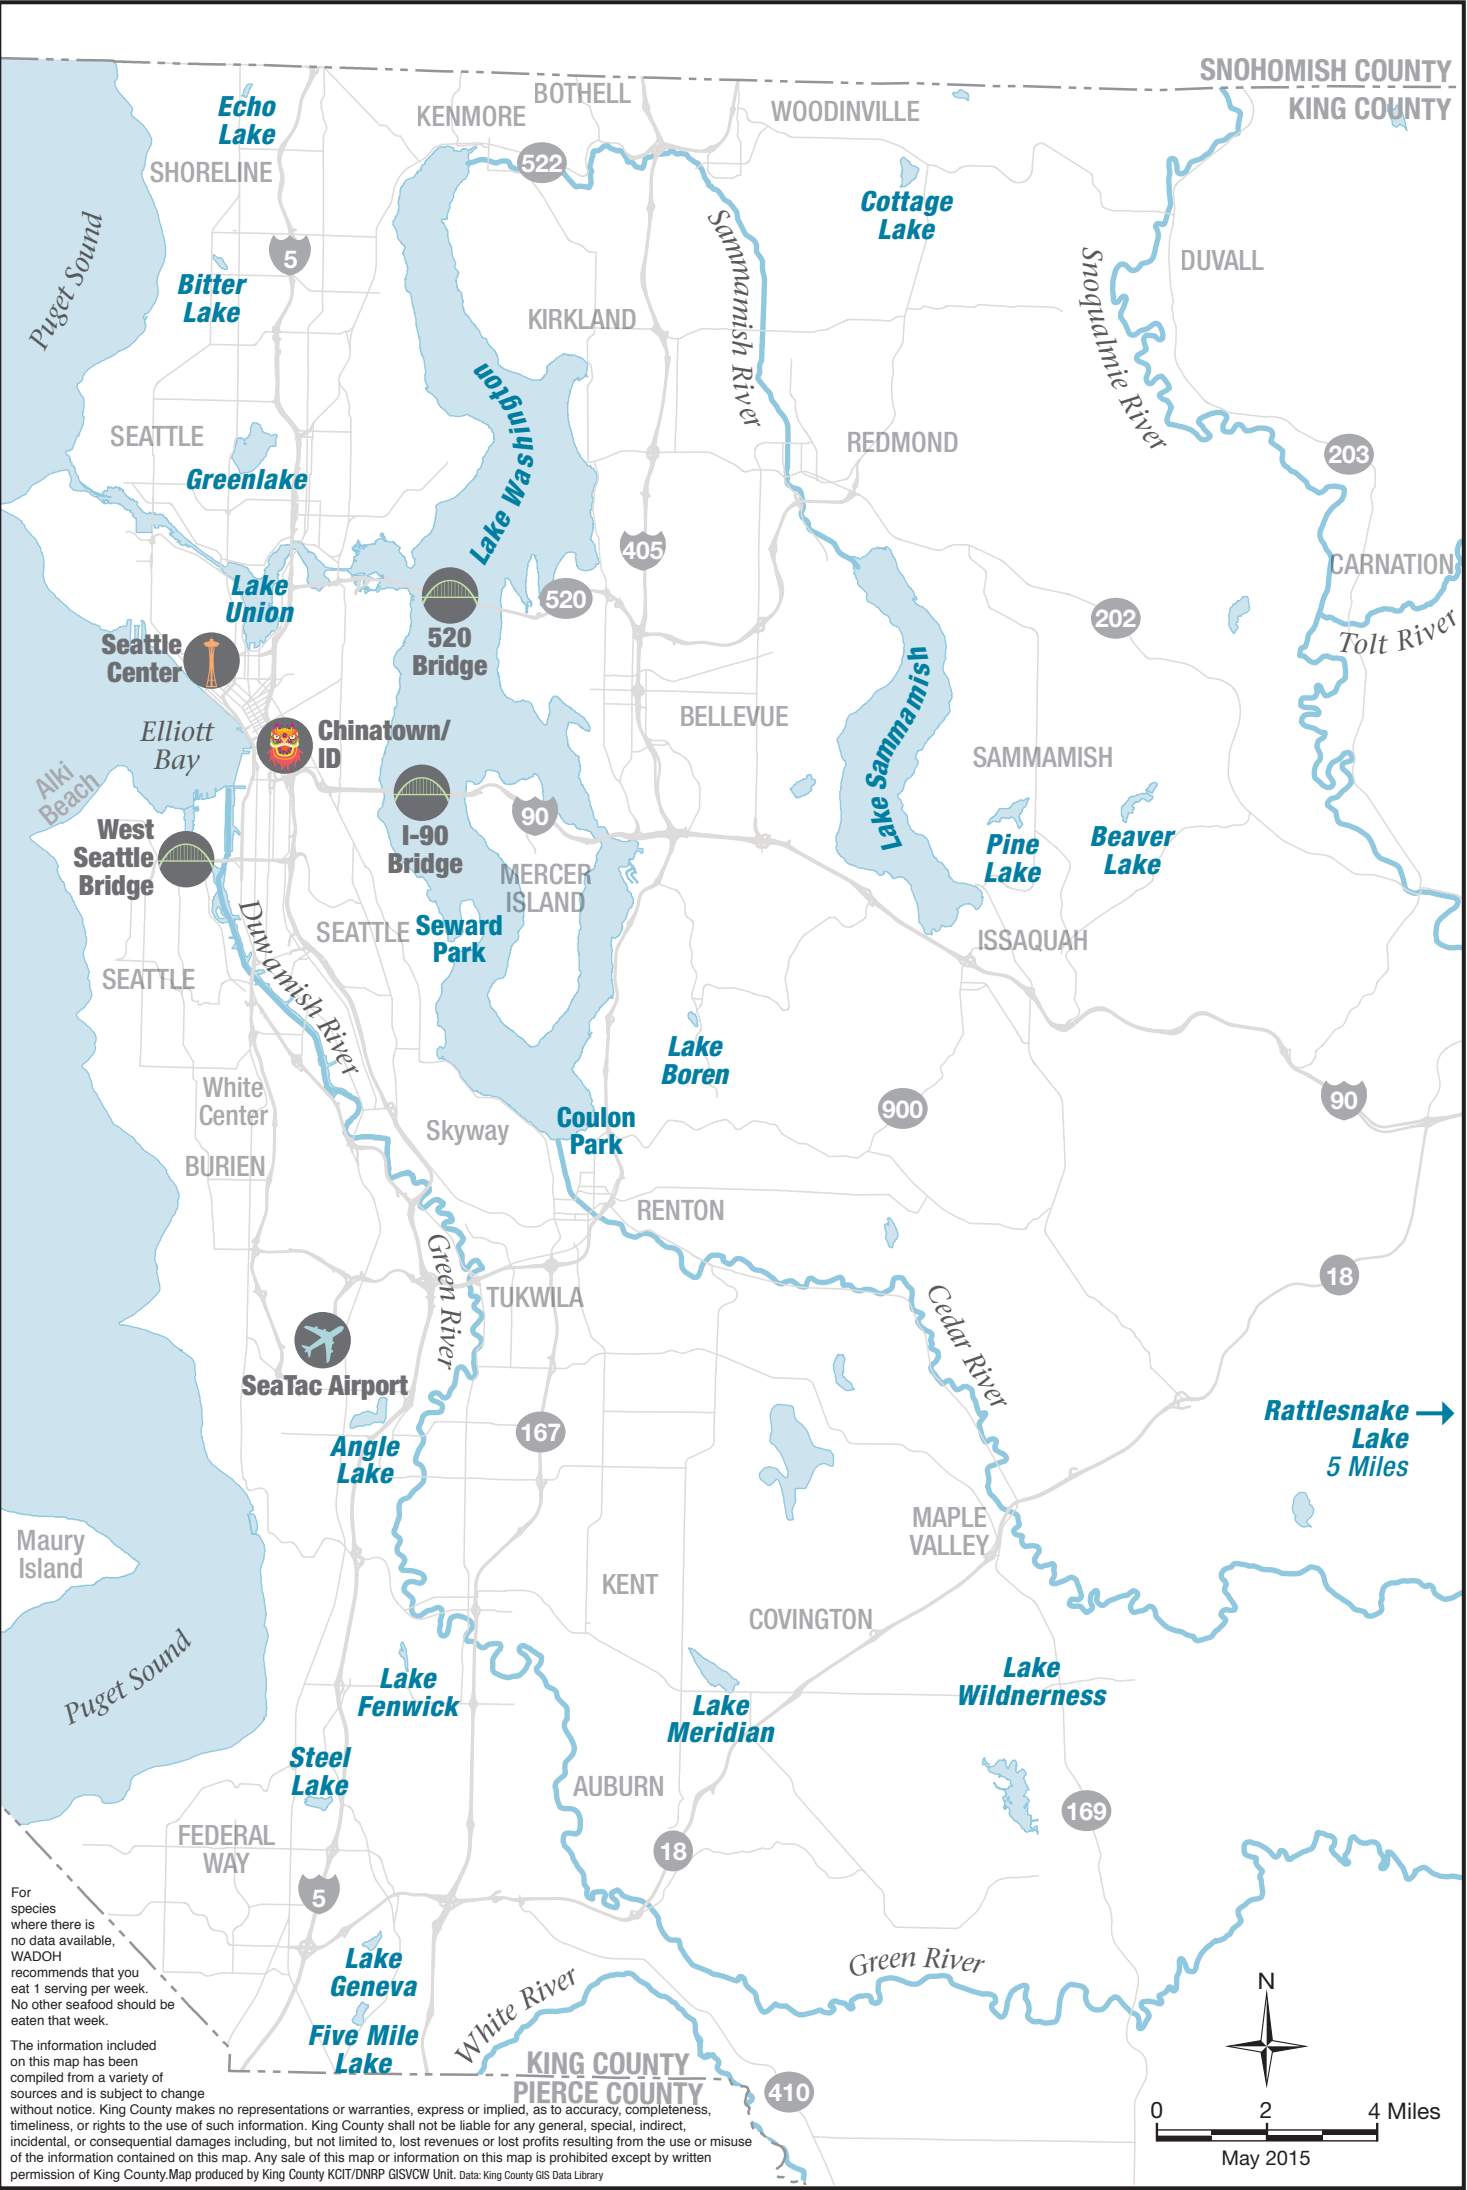 SNOHOMISH COUNTY
KING COUNTY
Echo
Lake
KENMORE
BOTHELL
WOODINVILLE
SHORELINE
522
Cottage
Lake
Puget Sound
5
Bitter
Lake
KIRKLAND
Sammamish River
Snoqualmie River
DUVALL
SEATTLE
Greenlake
Lake Washington
REDMOND
203
405
CARNATION
Lake
Union
520
202
Tolt River
Seattle
Center
520
Bridge
Elliott
Bay
Chinatown/
ID
BELLEVUE
Lake Sammamish
SAMMAMISH
Alki
Beach
West
Seattle
Bridge
I-90
Bridge
90
MERCER
ISLAND
Pine
Lake
Beaver
Lake
SEATTLE
Seward
Park
ISSAQUAH
SEATTLE
Duwamish River
Lake
Boren
White
Center
Skyway
Coulon
Park
900
90
BURIEN
RENTON
Green River
TUKWILA
Cedar River
18
SeaTac Airport
Angle
Lake
167
Rattlesnake
Lake
5 Miles
MAPLE
VALLEY
Maury
Island
KENT
COVINGTON
Puget Sound
Lake
Fenwick
Lake
Meridian
Lake
Wildnerness
Steel
Lake
AUBURN
169
FEDERAL
WAY
18
5
Lake
Geneva
Green River
White River
Five Mile
Lake
KING COUNTY
PIERCE COUNTY
410
For
species
where there is
no data available,
WADOH
recommends that you
eat 1 serving per week.
No other seafood should be
eaten that week.
The information included
on this map has been
compiled from a variety of
sources and is subject to change
without notice. King County makes no representations or warranties, express or implied, as to accuracy, completeness,
timeliness, or rights to the use of such information. King County shall not be liable for any general, special, indirect,
incidental, or consequential damages including, but not limited to, lost revenues or lost profits resulting from the use or misuse
of the information contained on this map. Any sale of this map or information on this map is prohibited except by written
permission of King County.Map produced by King County KCIT/DNRP GISVCW Unit. Data: King County GIS Data Library
N
0 2 4 Miles
May 2015